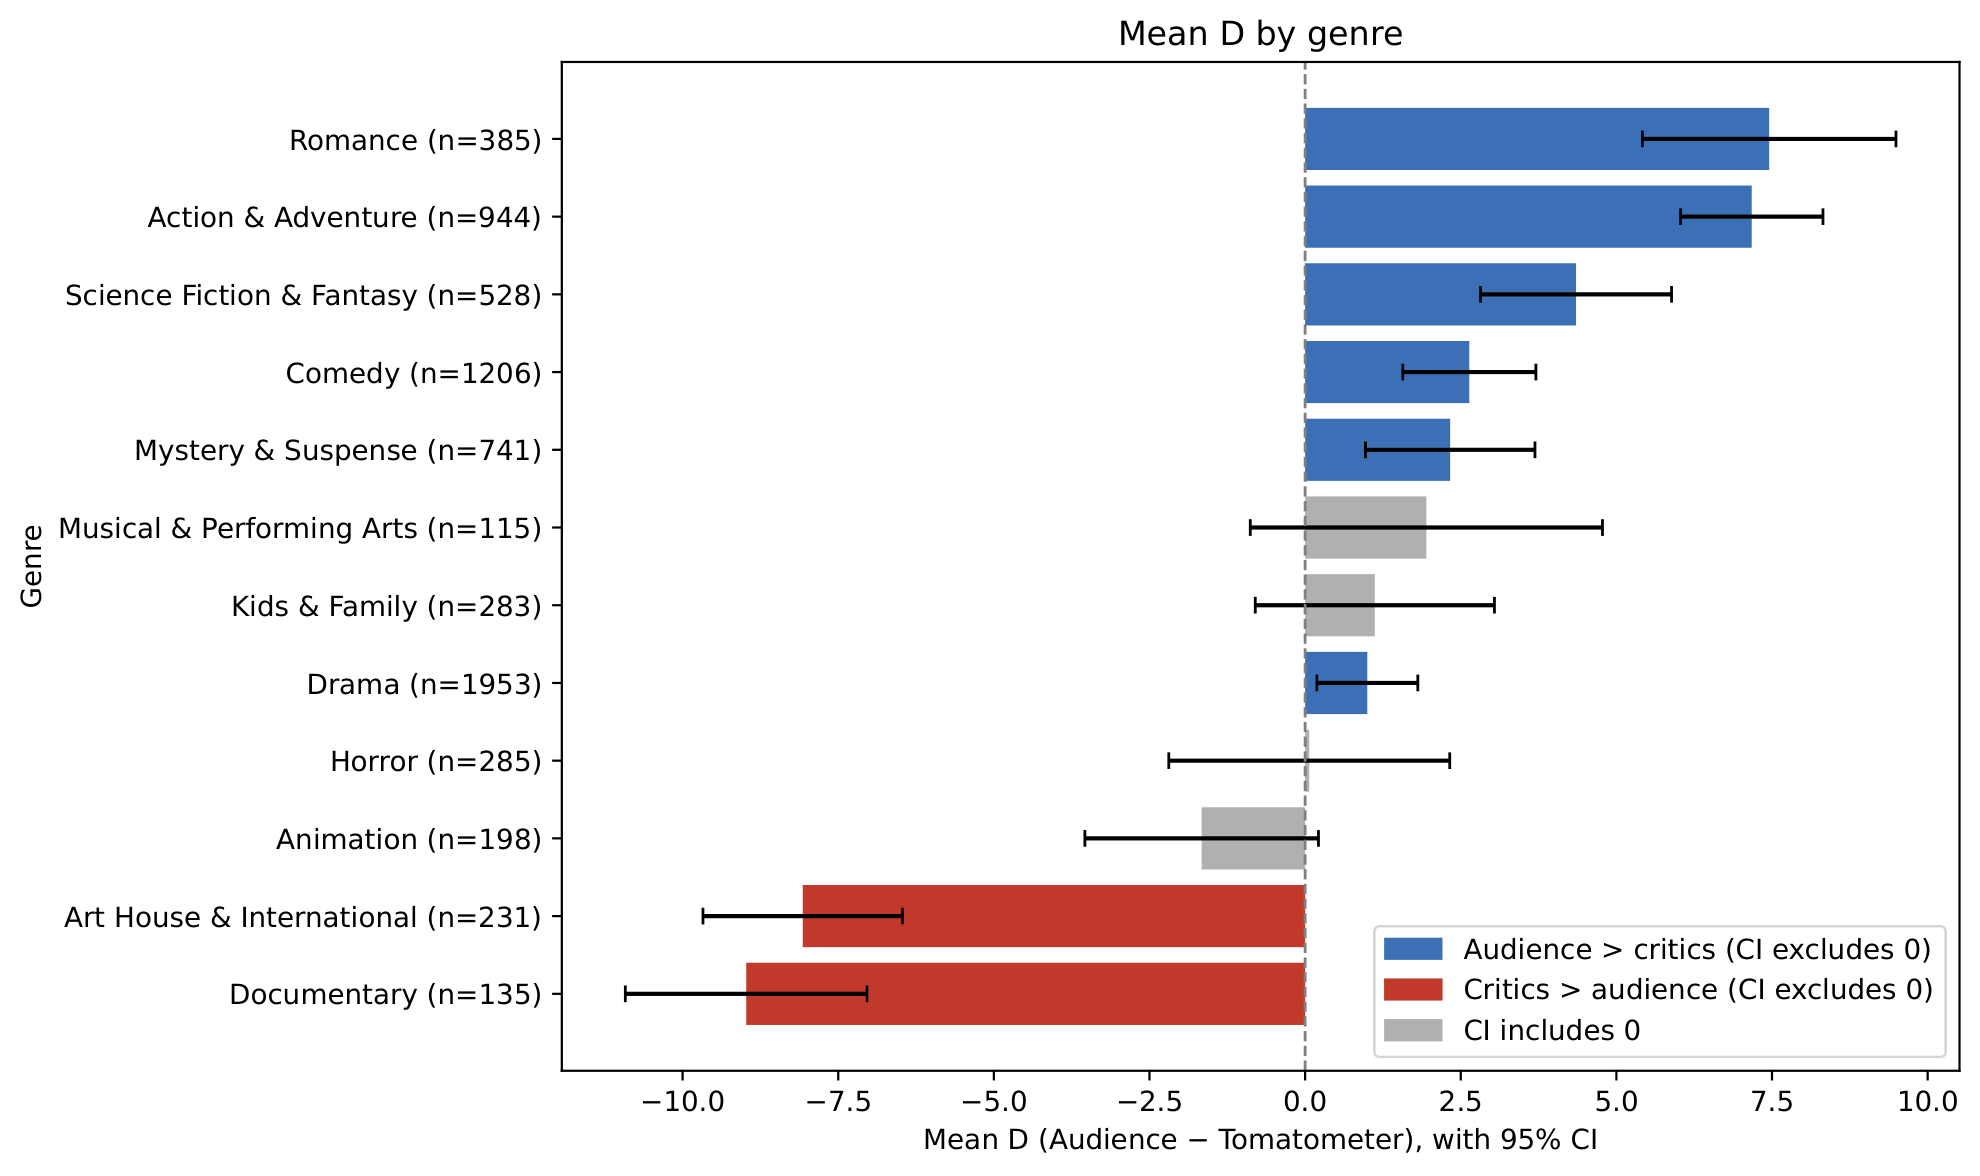 Mean D by genre
Genre
Romance (n=385)
Action & Adventure (n=944)
Science Fiction & Fantasy (n=528)
Comedy (n=1206)
Mystery & Suspense (n=741)
Musical & Performing Arts (n=115)
Kids & Family (n=283)
Drama (n=1953)
Horror (n=285)
Animation (n=198)
Art House & International (n=231)
Documentary (n=135)
Audience > critics (CI excludes 0)
Critics > audience (CI excludes 0)
CI includes 0
−10.0 −7.5 −5.0 −2.5 0.0 2.5 5.0 7.5 10.0
Mean D (Audience − Tomatometer), with 95% CI